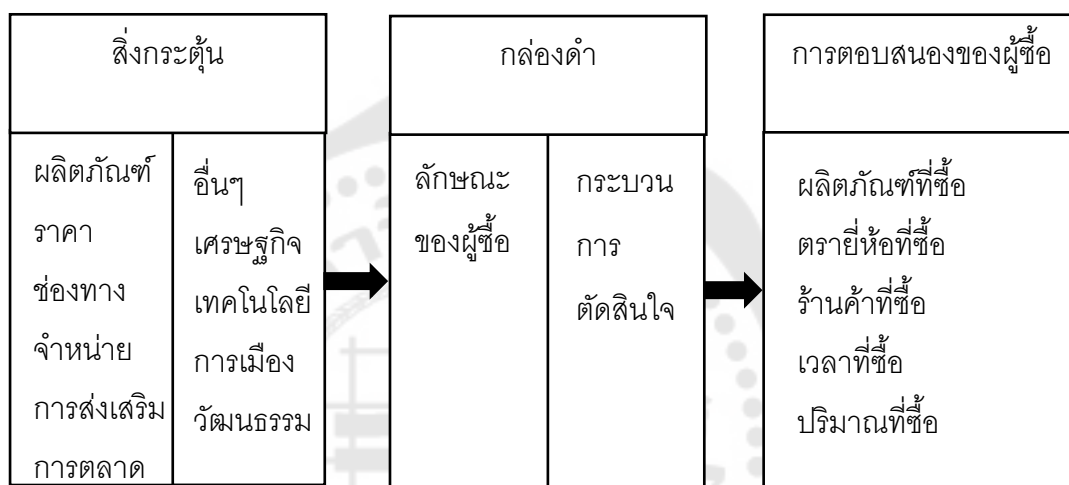 สิ่งกระตุ้น
กล่องดำ
การตอบสนองของผู้ซื้อ
ผลิตภัณฑ์
ราคา
ช่องทาง
จำหน่าย
การส่งเสริม
การตลาด
อื่นๆ
เศรษฐกิจ
เทคโนโลยี
การเมือง
วัฒนธรรม
ลักษณะ
ของผู้ซื้อ
กระบวน
การ
ตัดสินใจ
ผลิตภัณฑ์ที่ซื้อ
ตรายี่ห้อที่ซื้อ
ร้านค้าที่ซื้อ
เวลาที่ซื้อ
ปริมาณที่ซื้อ